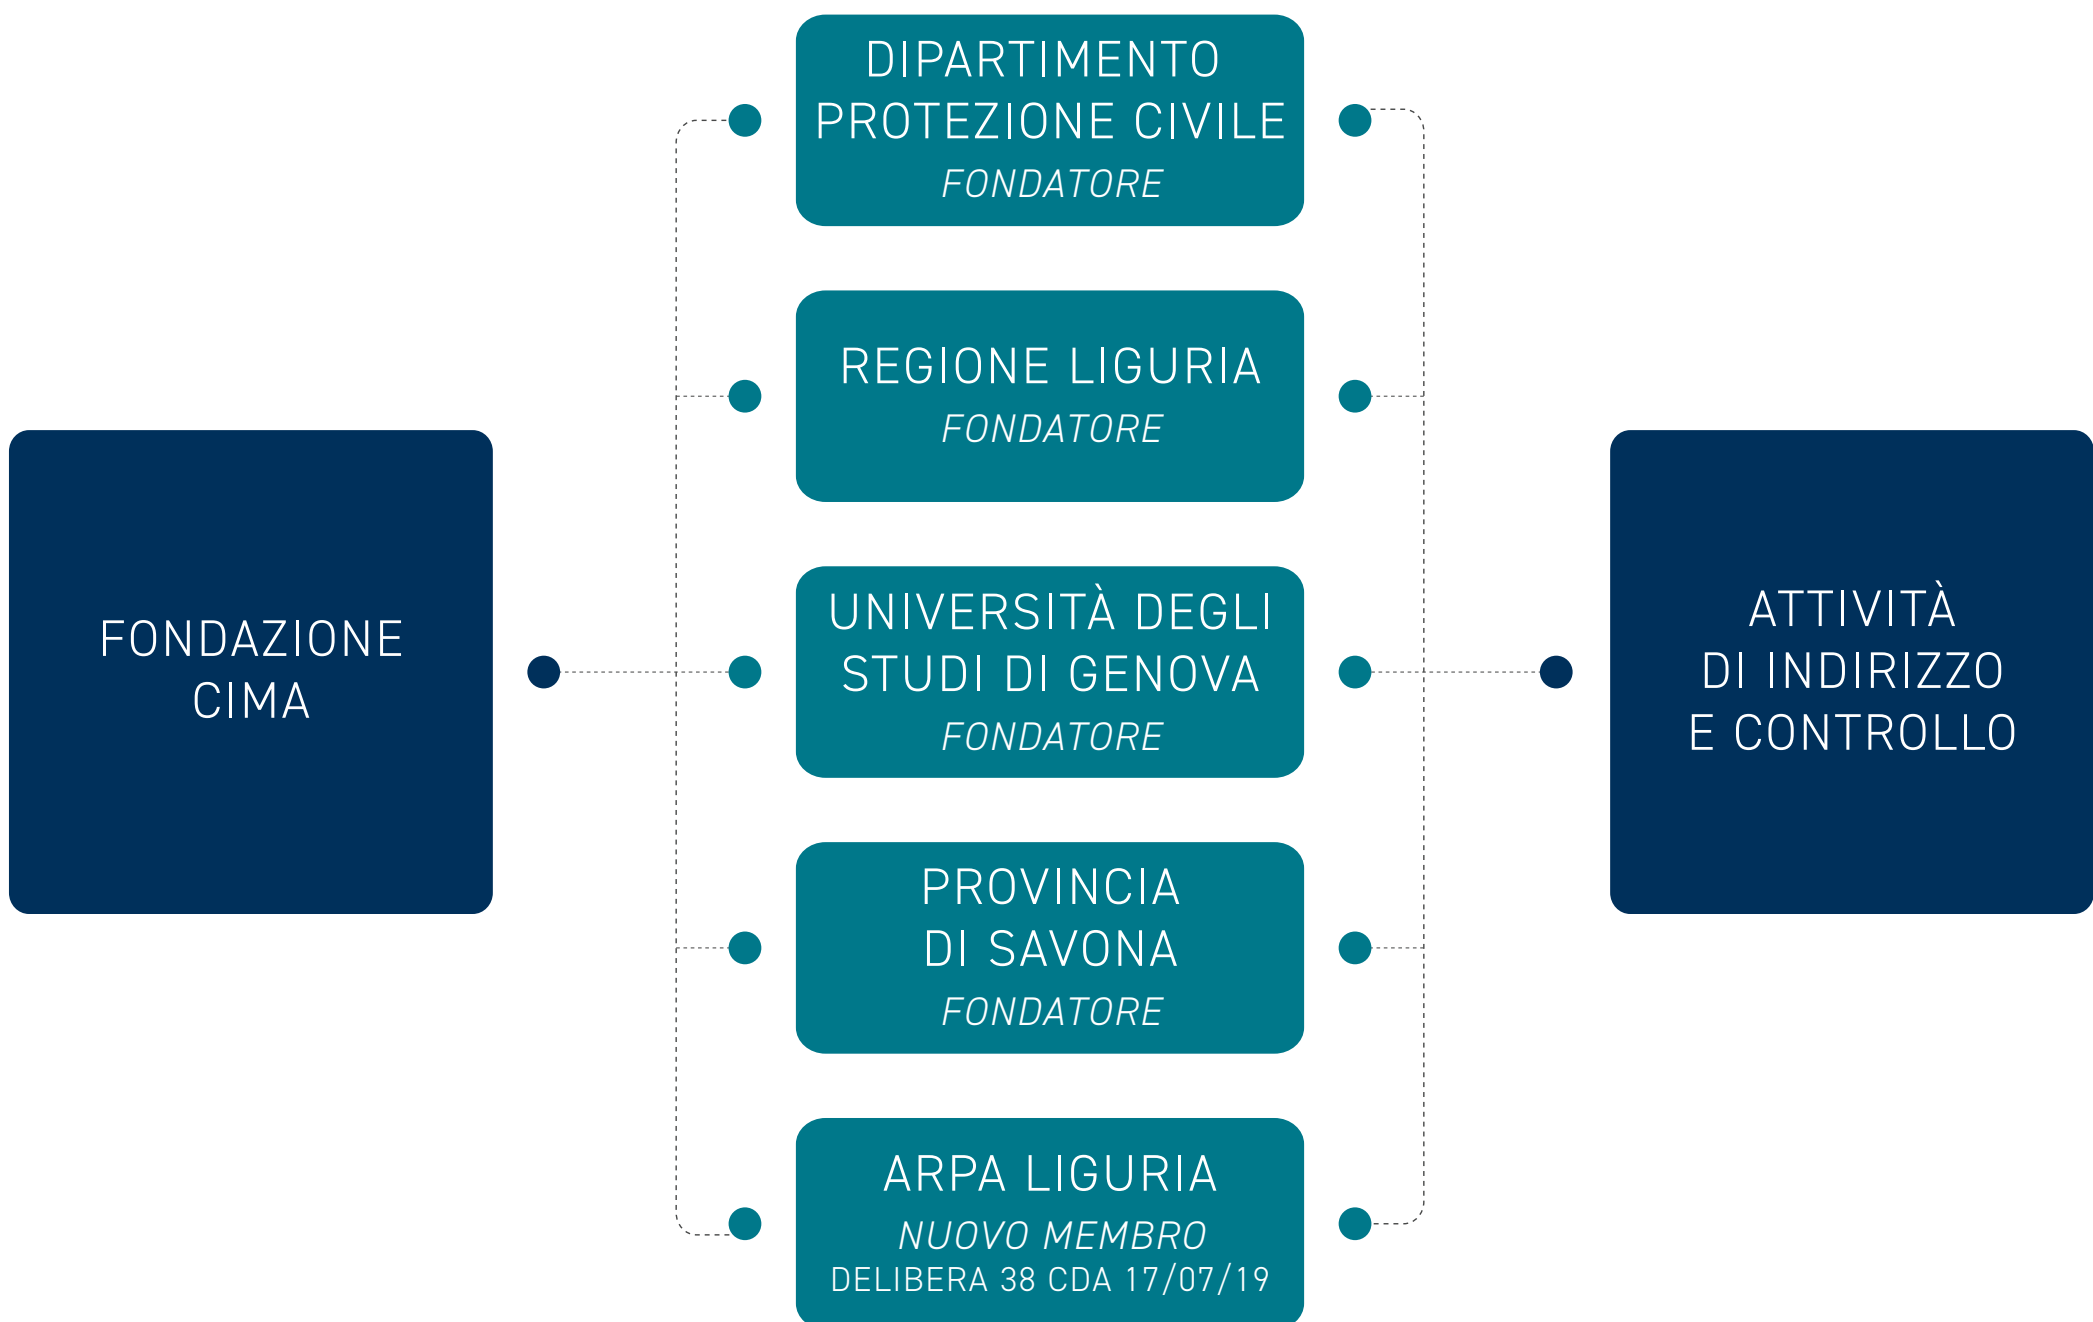 DIPARTIMENTO
PROTEZIONE CIVILE
FONDATORE
REGIONE LIGURIA
FONDATORE
FONDAZIONE
CIMA
UNIVERSITÀ DEGLI
STUDI DI GENOVA
FONDATORE
ATTIVITÀ
DI INDIRIZZO
E CONTROLLO
PROVINCIA
DI SAVONA
FONDATORE
ARPA LIGURIA
NUOVO MEMBRO
DELIBERA 38 CDA 17/07/19